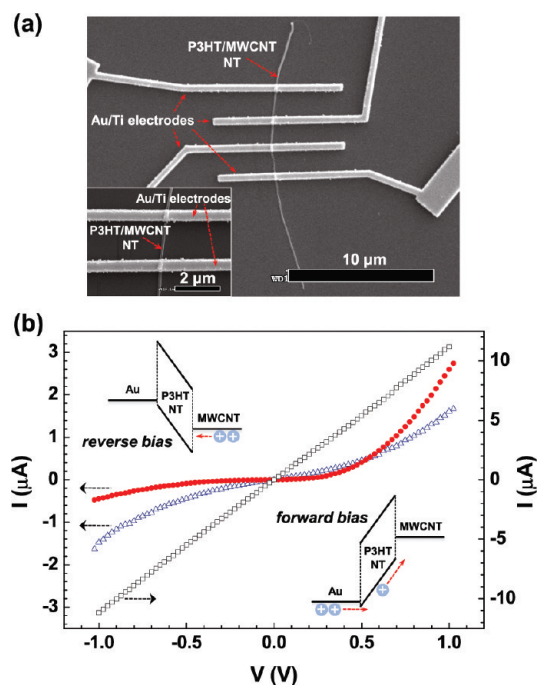 (a)
P3HT/MWCNT
NT
Au/Ti electrodes
Au/Ti electrodes
P3HT/MWCNT
NT
2 µm
10 µm
(b)
3
2
1
0
-1
-2
-3
I (µA)
Au
P3HT
NT
MWCNT
reverse bias
forward bias
MWCNT
P3HT
NT
Au
10
5
0
-5
-10
I (µA)
-1.0 -0.5 0.0 0.5 1.0
V (V)